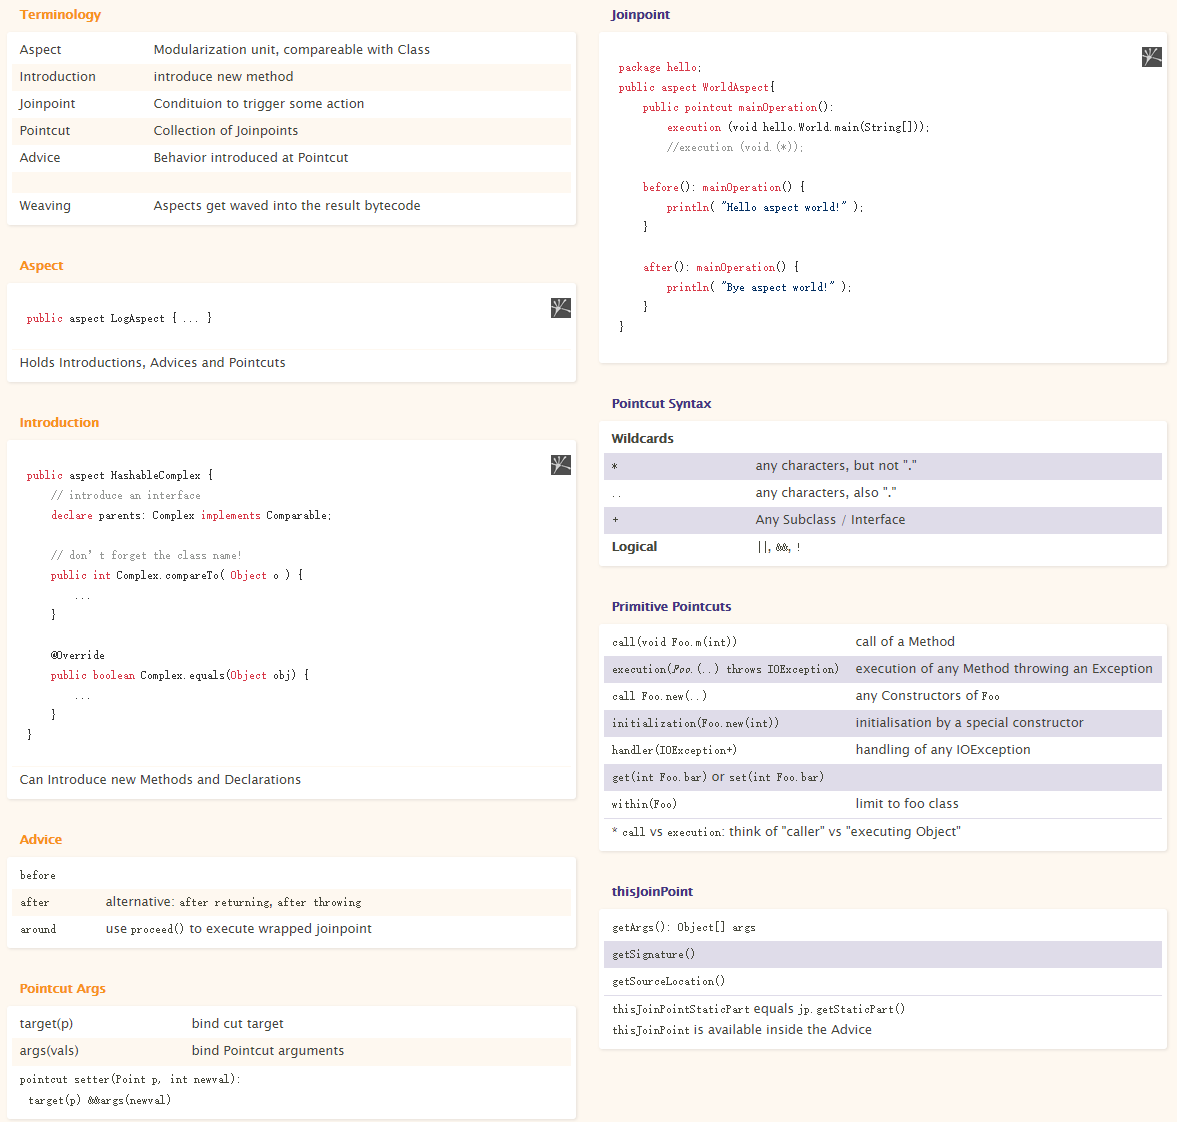 Terminology
Aspect Modularization unit, compareable with Class
Introduction introduce new method
Joinpoint Condituion to trigger some action
Pointcut Collection of Joinpoints
Advice Behavior introduced at Pointcut
Weaving Aspects get waved into the result bytecode
Aspect
public aspect LogAspect { ... }
Holds Introductions, Advices and Pointcuts
Introduction
public aspect HashableComplex {
// introduce an interface
declare parents: Complex implements Comparable;
// don’t forget the class name!
public int Complex.compareTo( Object o ) {
...
}
@Override
public boolean Complex.equals(Object obj) {
...
}
}
Can Introduce new Methods and Declarations
Advice
before
after alternative: after returning, after throwing
around use proceed() to execute wrapped joinpoint
Pointcut Args
target(p) bind cut target
args(vals) bind Pointcut arguments
pointcut setter(Point p, int newval):
target(p) &&args(newval)
Joinpoint
package hello;
public aspect WorldAspect{
public pointcut mainOperation():
execution (void hello.World.main(String[]));
//execution (void.(*));
before(): mainOperation() {
println( "Hello aspect world!" );
}
after(): mainOperation() {
println( "Bye aspect world!" );
}
}
Pointcut Syntax
Wildcards
* any characters, but not "."
.. any characters, also "."
+ Any Subclass / Interface
Logical ||, &&, !
Primitive Pointcuts
call(void Foo.m(int)) call of a Method
execution(Foo.(..) throws IOException) execution of any Method throwing an Exception
call Foo.new(..) any Constructors of Foo
initialization(Foo.new(int)) initialisation by a special constructor
handler(IOException+) handling of any IOException
get(int Foo.bar) or set(int Foo.bar)
within(Foo) limit to foo class
* call vs execution: think of "caller" vs "executing Object"
thisJoinPoint
getArgs(): Object[] args
getSignature()
getSourceLocation()
thisJoinPointStaticPart equals jp.getStaticPart()
thisJoinPoint is available inside the Advice